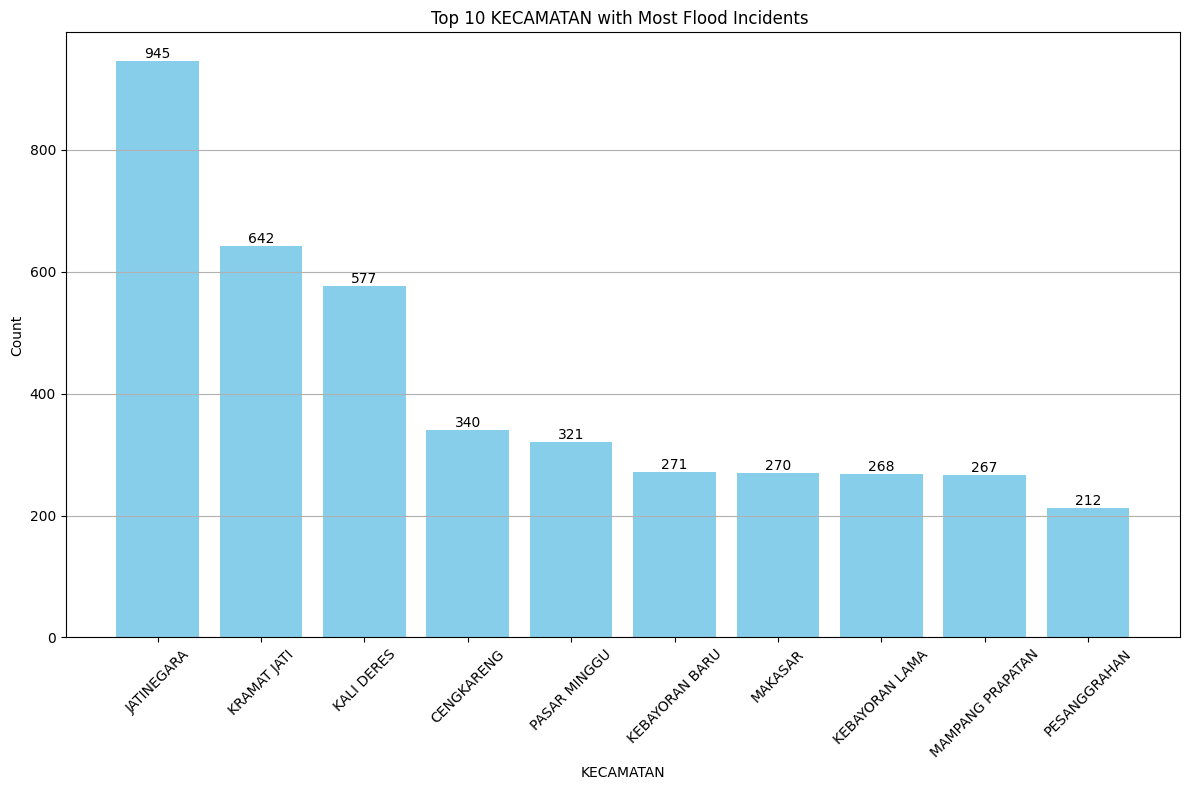 Top 10 KECAMATAN with Most Flood Incidents
945
642
577
340
321
271
270
268
267
212
800
600
400
200
0
Count
JATINEGARA
KRAMAT JATI
KALI DERES
CENGKARENG
PASAR MINGGU
KEBAYORAN BARU
MAKASAR
KEBAYORAN LAMA
MAMPANG PRAPATAN
PESANGGRAHAN
KECAMATAN